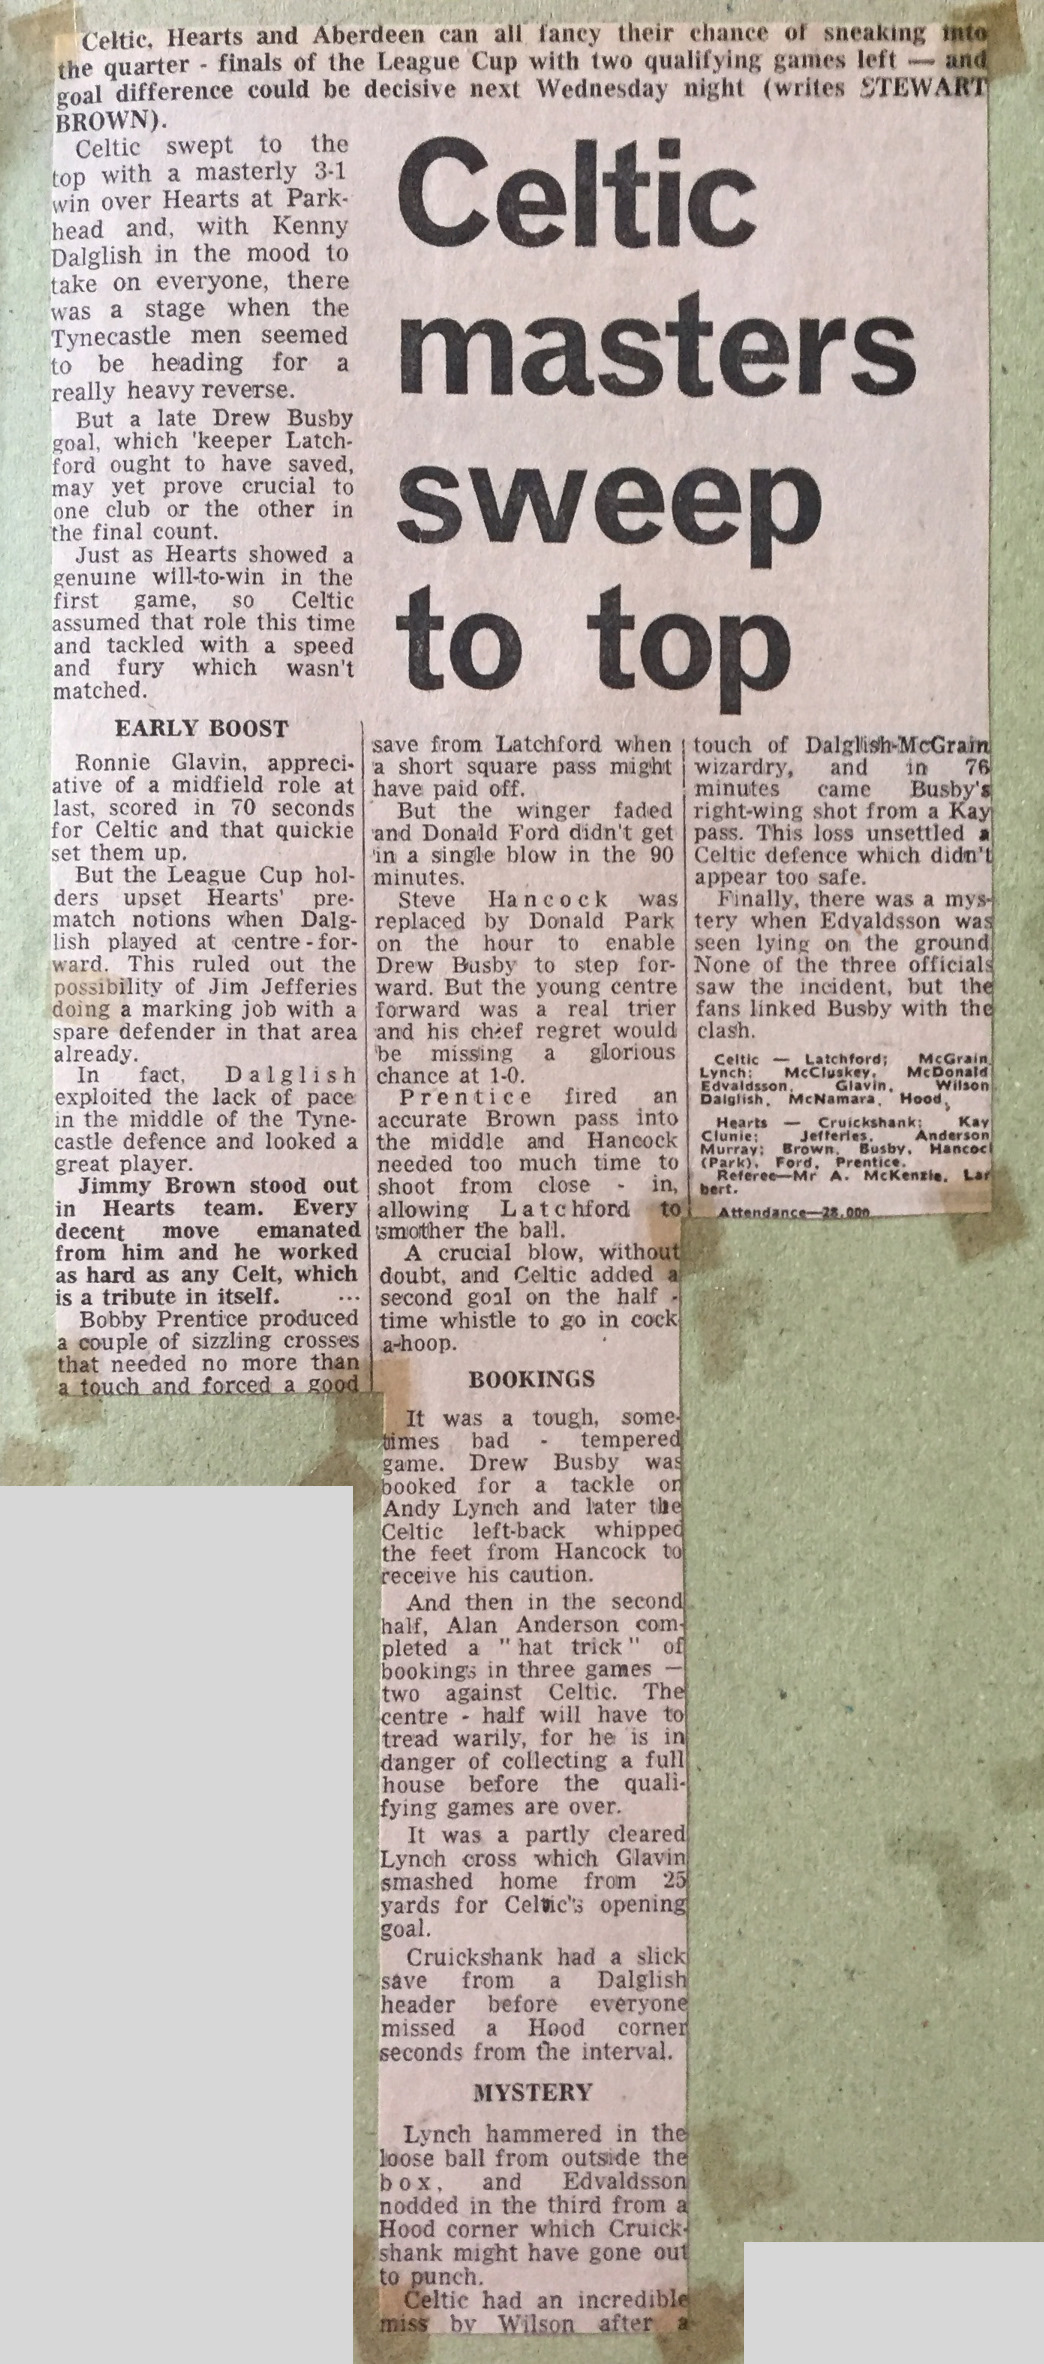 Celtic, Hearts and Aberdeen can all fancy their chance of sneaking into
the quarter - finals of the League Cup with two qualifying games left — and
goal difference could be decisive next Wednesday night (writes STEWART
BROWN).
Celtic
masters
sweep
to top
Celtic swept to the
top with a masterly 3-1
win over Hearts at Park-
head and, with Kenny
Dalglish in the mood to
take on everyone, there
was a stage when the
Tynecastle men seemed
to be heading for a
really heavy reverse.
But a late Drew Busby
goal, which 'keeper Latch-
ford ought to have saved,
may yet prove crucial to
one club or the other in
the final count.
Just as Hearts showed a
genuine will-to-win in the
first game, so Celtic
assumed that role this time
and tackled with a speed
and fury which wasn't
matched.
EARLY BOOST
Ronnie Glavin, appreci-
ative of a midfield role at
last, scored in 70 seconds
for Celtic and that quickie
set them up.
But the League Cup hol-
ders upset Hearts' pre-
match notions when Dalg-
lish played at centre-for-
ward. This ruled out the
possibility of Jim Jefferies
doing a marking job with a
spare defender in that area
already.
In fact, Dalglish
exploited the lack of pace
in the middle of the Tyne-
castle defence and looked a
great player.
Jimmy Brown stood out
in Hearts team. Every
decent move emanated
from him and he worked
as hard as any Celt, which
is a tribute in itself. ...
Bobby Prentice produced
a couple of sizzling crosses
that needed no more than
a touch and forced a good
save from Latchford when
a short square pass might
have paid off.
But the winger faded
and Donald Ford didn't get
in a single blow in the 90
minutes.
Steve Hancock was
replaced by Donald Park
on the hour to enable
Drew Busby to step for-
ward. But the young centre
forward was a real trier
and his chief regret would
be missing a glorious
chance at 1-0.
Prentice fired an
accurate Brown pass into
the middle and Hancock
needed too much time to
shoot from close - in,
allowing Latchford to
smother the ball.
A crucial blow, without
doubt, and Celtic added a
second goal on the half -
time whistle to go in cock
a-hoop.
BOOKINGS
It was a tough, some-
times bad - tempered
game. Drew Busby was
booked for a tackle on
Andy Lynch and later the
Celtic left-back whipped
the feet from Hancock to
receive his caution.
And then in the second
half, Alan Anderson com-
pleted a "hat trick" of
bookings in three games —
two against Celtic. The
centre - half will have to
tread warily, for he is in
danger of collecting a full
house before the quali-
fying games are over.
It was a partly cleared
Lynch cross which Glavin
smashed home from 25
yards for Celtic's opening
goal.
Cruickshank had a slick
save from a Dalglish
header before everyone
missed a Hood corner
seconds from the interval.
MYSTERY
Lynch hammered in the
loose ball from outside the
box, and Edvaldsson
nodded in the third from a
Hood corner which Cruick-
shank might have gone out
to punch.
Celtic had an incredible
miss by Wilson after a
touch of Dalglish-McGrain
wizardry, and in 76
minutes came Busby's
right-wing shot from a Kay
pass. This loss unsettled a
Celtic defence which didn't
appear too safe.
Finally, there was a mys-
tery when Edvaldsson was
seen lying on the ground
None of the three officials
saw the incident, but the
fans linked Busby with the
clash.
Celtic — Latchford; McGrain
Lynch; McCluskey, McDonald
Edvaldsson, Glavin, Wilson
Dalglish, McNamara, Hood,
Hearts — Cruickshank; Kay
Clunie; Jefferies, Anderson
Murray; Brown, Busby, Hancoc
(Park), Ford, Prentice.
Referee—Mr A. McKenzie, Lar
bert.
Attendance—28,000